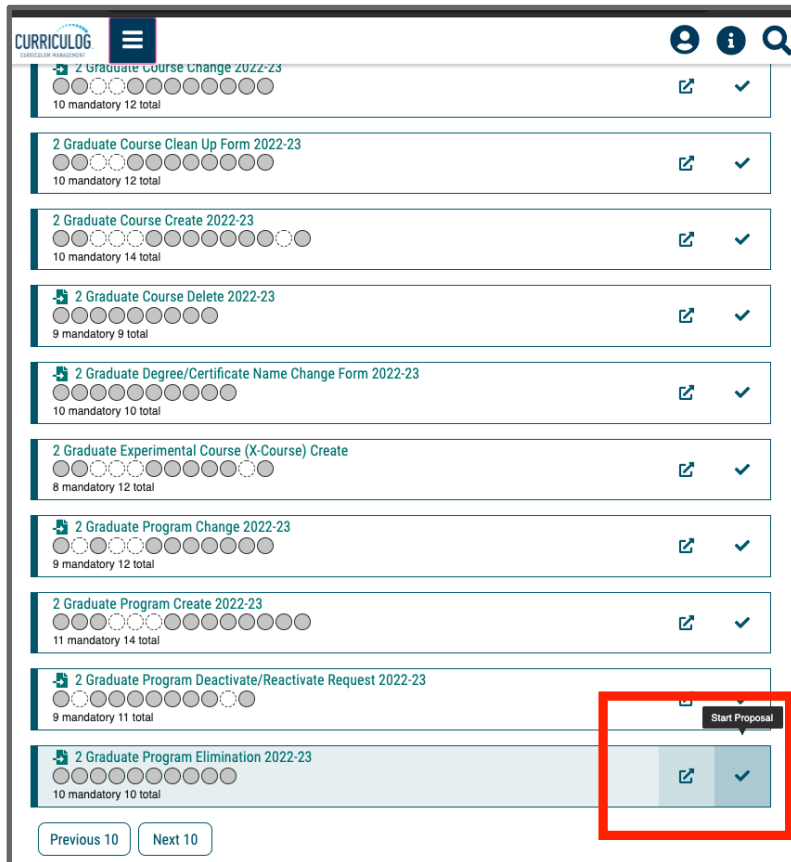 CURRICULOG
CURRICULUM MANAGEMENT
2 Graduate Course Change 2022-23
10 mandatory 12 total
2 Graduate Course Clean Up Form 2022-23
10 mandatory 12 total
2 Graduate Course Create 2022-23
10 mandatory 14 total
2 Graduate Course Delete 2022-23
9 mandatory 9 total
2 Graduate Degree/Certificate Name Change Form 2022-23
10 mandatory 10 total
2 Graduate Experimental Course (X-Course) Create
8 mandatory 12 total
2 Graduate Program Change 2022-23
9 mandatory 12 total
2 Graduate Program Create 2022-23
11 mandatory 14 total
2 Graduate Program Deactivate/Reactivate Request 2022-23
9 mandatory 11 total
Start Proposal
2 Graduate Program Elimination 2022-23
10 mandatory 10 total
Previous 10 Next 10